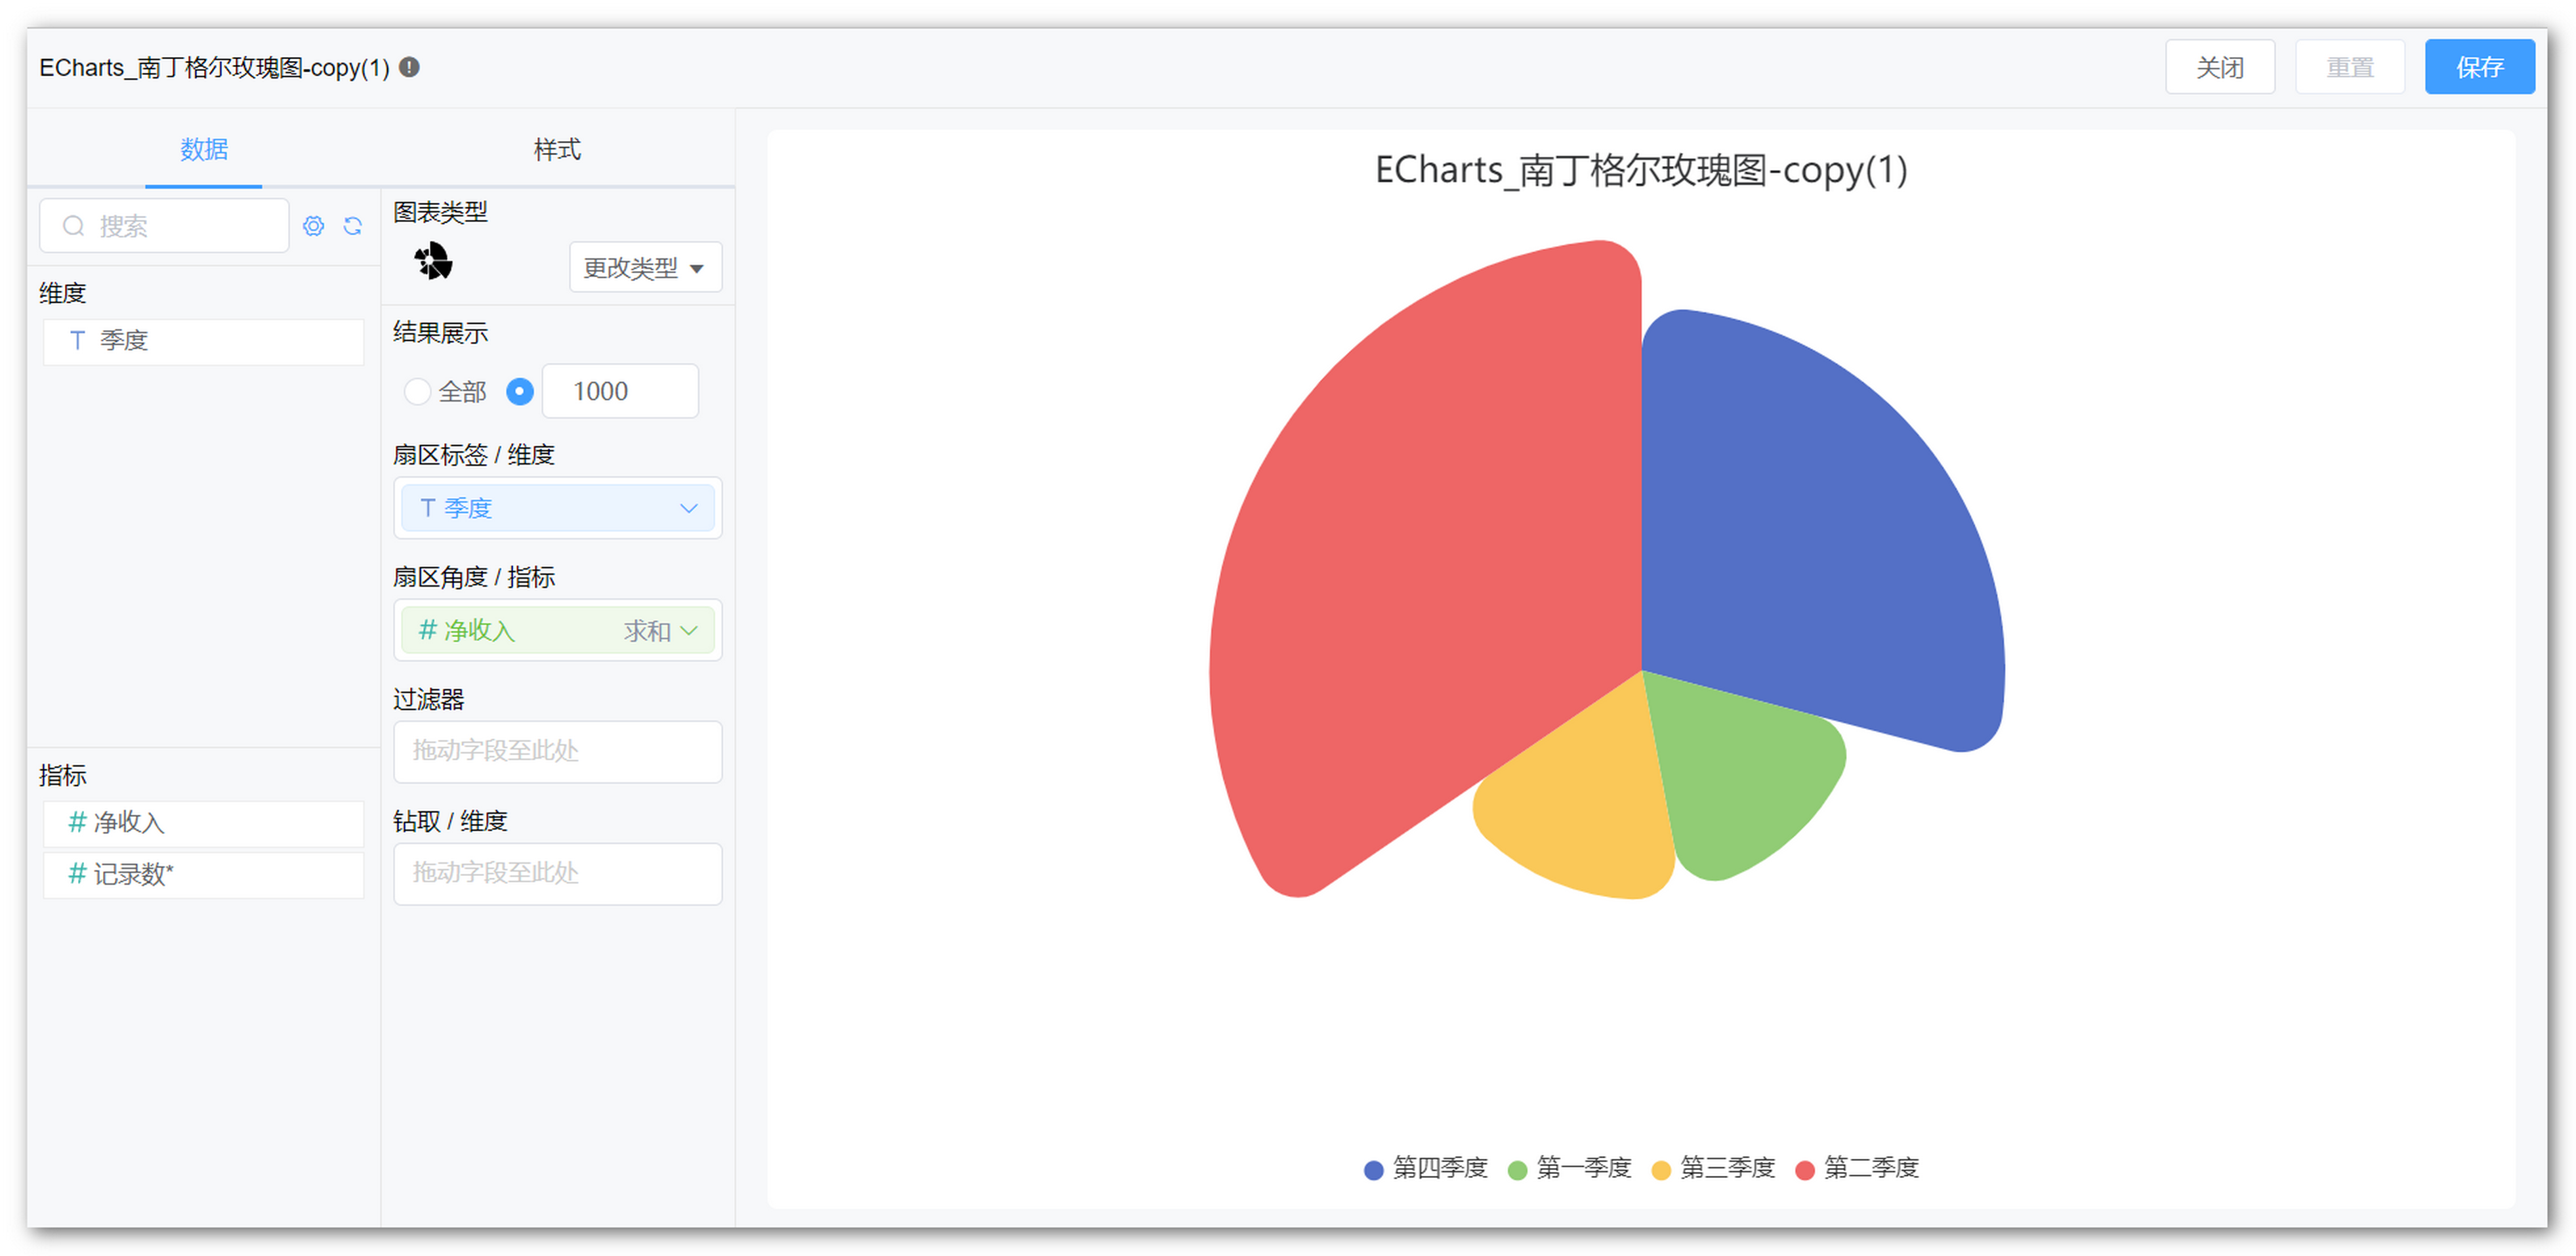 ECharts_南丁格尔玫瑰图-copy(1)
关闭
重置
保存
数据
样式
搜索
维度
T 季度
指标
# 净收入
# 记录数*
图表类型
更改类型
结果展示
全部
1000
扇区标签 / 维度
T 季度
扇区角度 / 指标
# 净收入 求和
过滤器
拖动字段至此处
钻取 / 维度
拖动字段至此处
ECharts_南丁格尔玫瑰图-copy(1)
第四季度 第一季度 第三季度 第二季度